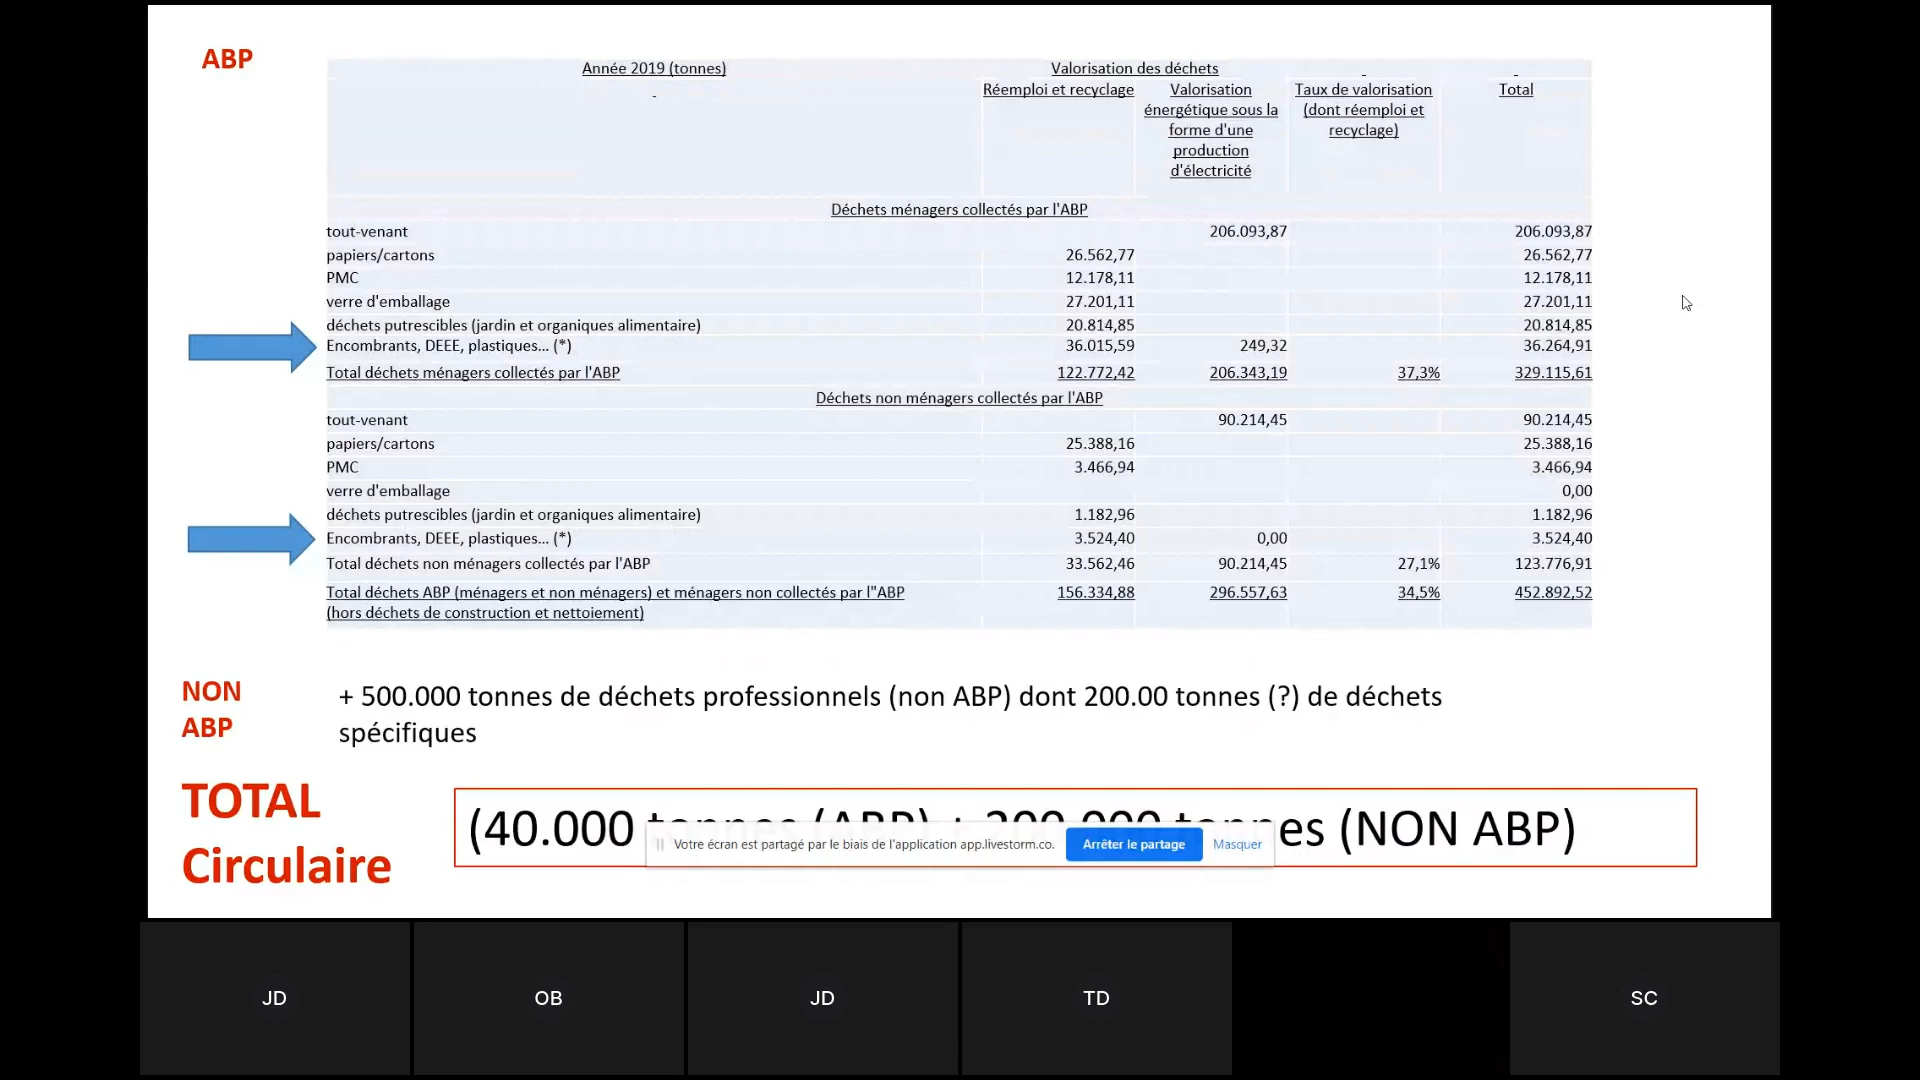 ABP
Année 2019 (tonnes) Valorisation des déchets
Réemploi et recyclage Valorisation énergétique sous la forme d'une production d'électricité Taux de valorisation (dont réemploi et recyclage) Total
Déchets ménagers collectés par l'ABP
tout-venant 206.093,87 206.093,87
papiers/cartons 26.562,77 26.562,77
PMC 12.178,11 12.178,11
verre d'emballage 27.201,11 27.201,11
déchets putrescibles (jardin et organiques alimentaire) 20.814,85 20.814,85
Encombrants, DEEE, plastiques... (*) 36.015,59 249,32 36.264,91
Total déchets ménagers collectés par l'ABP 122.772,42 206.343,19 37,3% 329.115,61
Déchets non ménagers collectés par l'ABP
tout-venant 90.214,45 90.214,45
papiers/cartons 25.388,16 25.388,16
PMC 3.466,94 3.466,94
verre d'emballage 0,00
déchets putrescibles (jardin et organiques alimentaire) 1.182,96 1.182,96
Encombrants, DEEE, plastiques... (*) 3.524,40 0,00 3.524,40
Total déchets non ménagers collectés par l'ABP 33.562,46 90.214,45 27,1% 123.776,91
Total déchets ABP (ménagers et non ménagers) et ménagers non collectés par l"ABP 156.334,88 296.557,63 34,5% 452.892,52
(hors déchets de construction et nettoiement)
NON
ABP
+ 500.000 tonnes de déchets professionnels (non ABP) dont 200.00 tonnes (?) de déchets
spécifiques
TOTAL
Circulaire
(40.000 tonnes (ABP) + 200.000 tonnes (NON ABP)
Votre écran est partagé par le biais de l'application app.livestorm.co. Arrêter le partage Masquer
JD OB JD TD SC